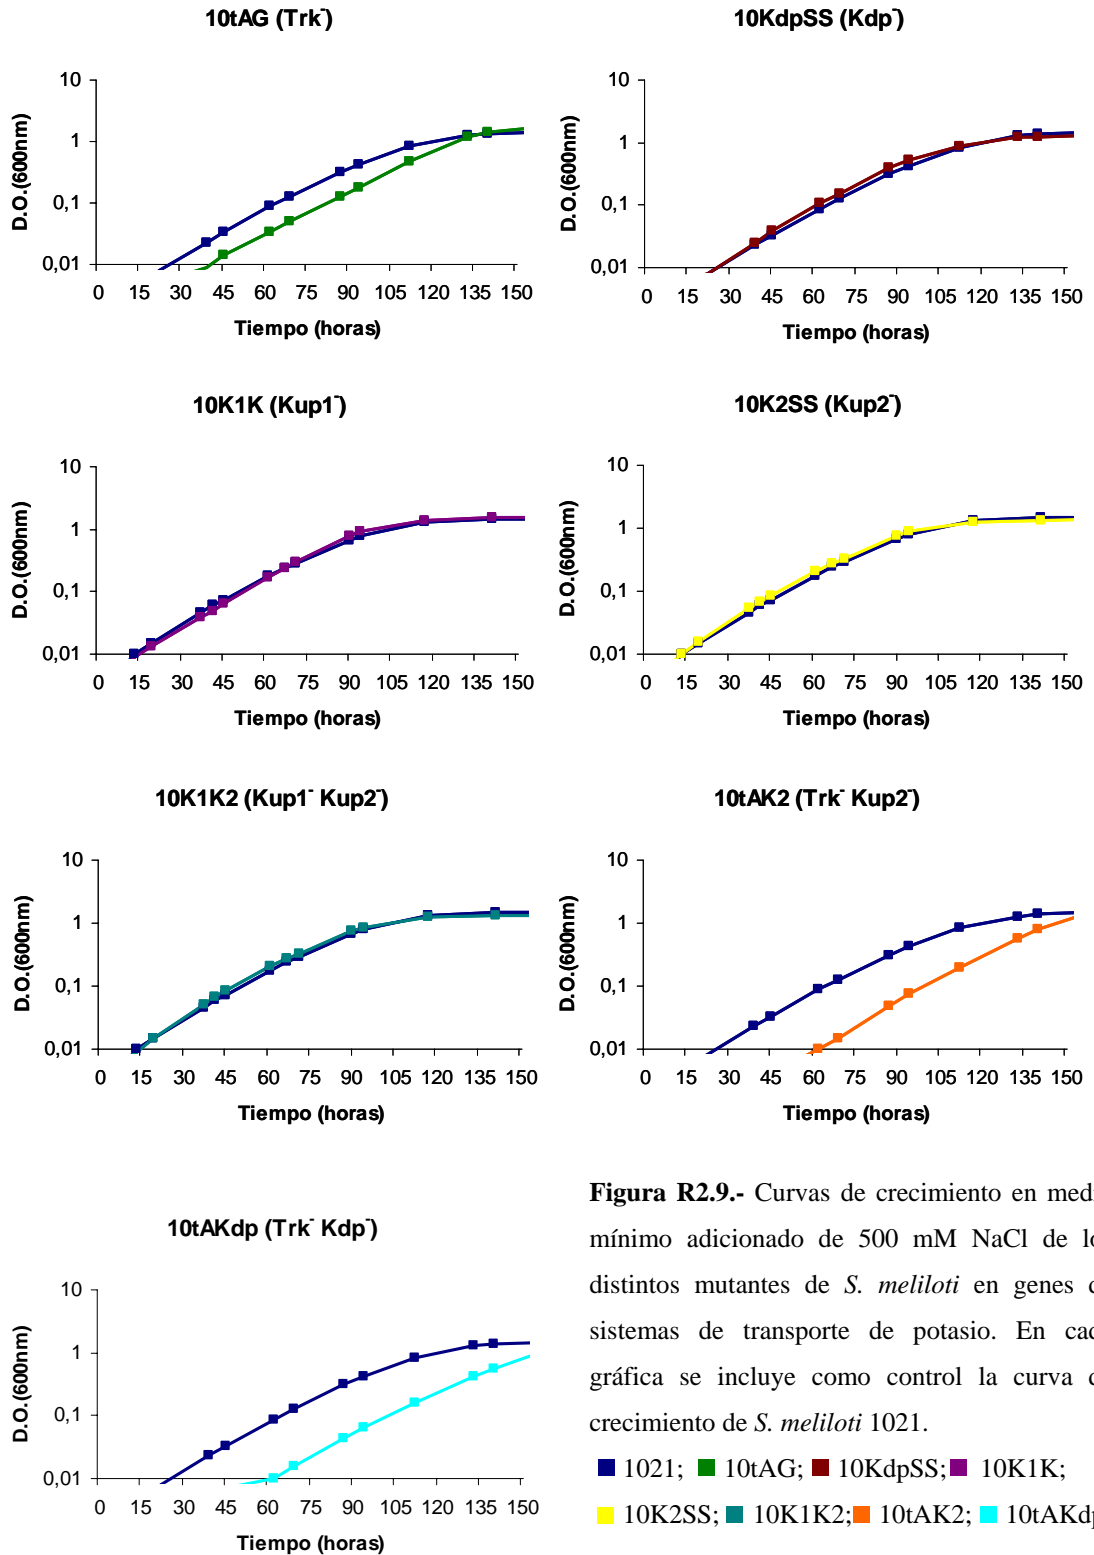 10tAG (Trk⁻)
10KdpSS (Kdp⁻)
D.O.(600nm)
10
1
0,1
0,01
0 15 30 45 60 75 90 105 120 135 150
Tiempo (horas)
D.O.(600nm)
10
1
0,1
0,01
0 15 30 45 60 75 90 105 120 135 150
Tiempo (horas)
10K1K (Kup1⁻)
10K2SS (Kup2⁻)
D.O.(600nm)
10
1
0,1
0,01
0 15 30 45 60 75 90 105 120 135 150
Tiempo (horas)
D.O.(600nm)
10
1
0,1
0,01
0 15 30 45 60 75 90 105 120 135 150
Tiempo (horas)
10K1K2 (Kup1⁻ Kup2⁻)
10tAK2 (Trk⁻ Kup2⁻)
D.O.(600nm)
10
1
0,1
0,01
0 15 30 45 60 75 90 105 120 135 150
Tiempo (horas)
D.O.(600nm)
10
1
0,1
0,01
0 15 30 45 60 75 90 105 120 135 150
Tiempo (horas)
10tAKdp (Trk⁻ Kdp⁻)
D.O.(600nm)
10
1
0,1
0,01
0 15 30 45 60 75 90 105 120 135 150
Tiempo (horas)
Figura R2.9.- Curvas de crecimiento en medi
mínimo adicionado de 500 mM NaCl de lo
distintos mutantes de S. meliloti en genes d
sistemas de transporte de potasio. En cad
gráfica se incluye como control la curva d
crecimiento de S. meliloti 1021.
1021; 10tAG; 10KdpSS; 10K1K;
10K2SS; 10K1K2; 10tAK2; 10tAKdp